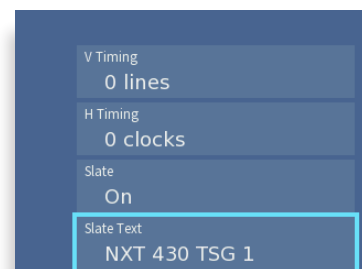 V Timing
0 lines
H Timing
0 clocks
Slate
On
Slate Text
NXT 430 TSG 1